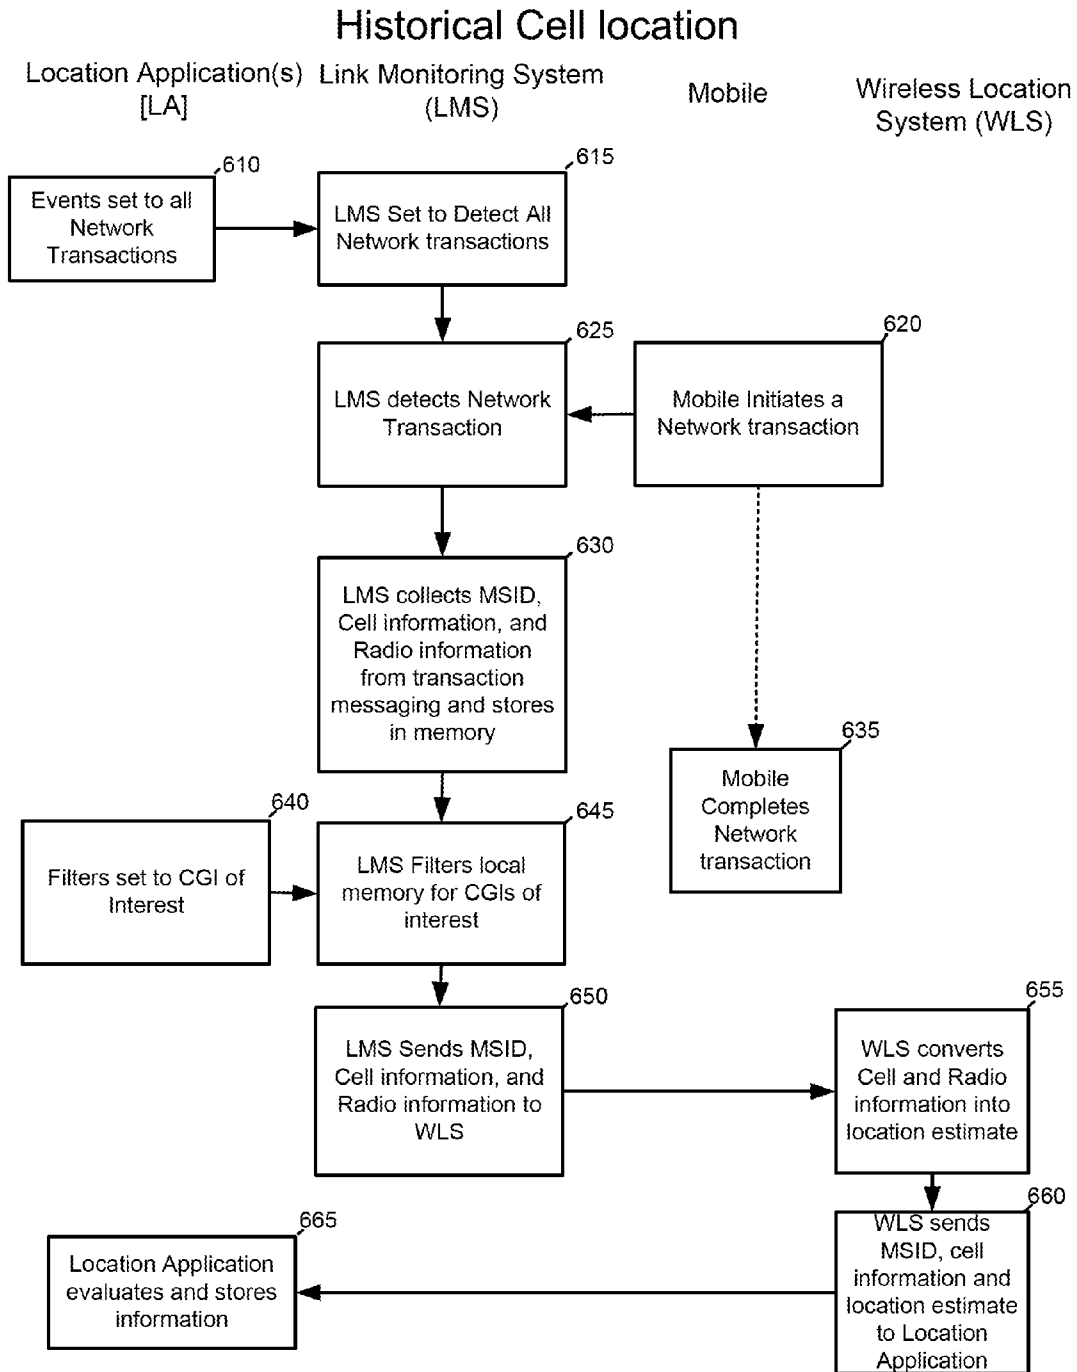 Historical Cell location
Location Application(s)
[LA]
Link Monitoring System
(LMS)
Mobile
Wireless Location
System (WLS)
610
Events set to all
Network
Transactions
615
LMS Set to Detect All
Network transactions
625
LMS detects Network
Transaction
620
Mobile Initiates a
Network transaction
630
LMS collects MSID,
Cell information, and
Radio information
from transaction
messaging and stores
in memory
635
Mobile
Completes
Network
transaction
640
Filters set to CGI of
Interest
645
LMS Filters local
memory for CGIs of
interest
650
LMS Sends MSID,
Cell information, and
Radio information to
WLS
655
WLS converts
Cell and Radio
information into
location estimate
660
WLS sends
MSID, cell
information and
location estimate
to Location
Application
665
Location Application
evaluates and stores
information